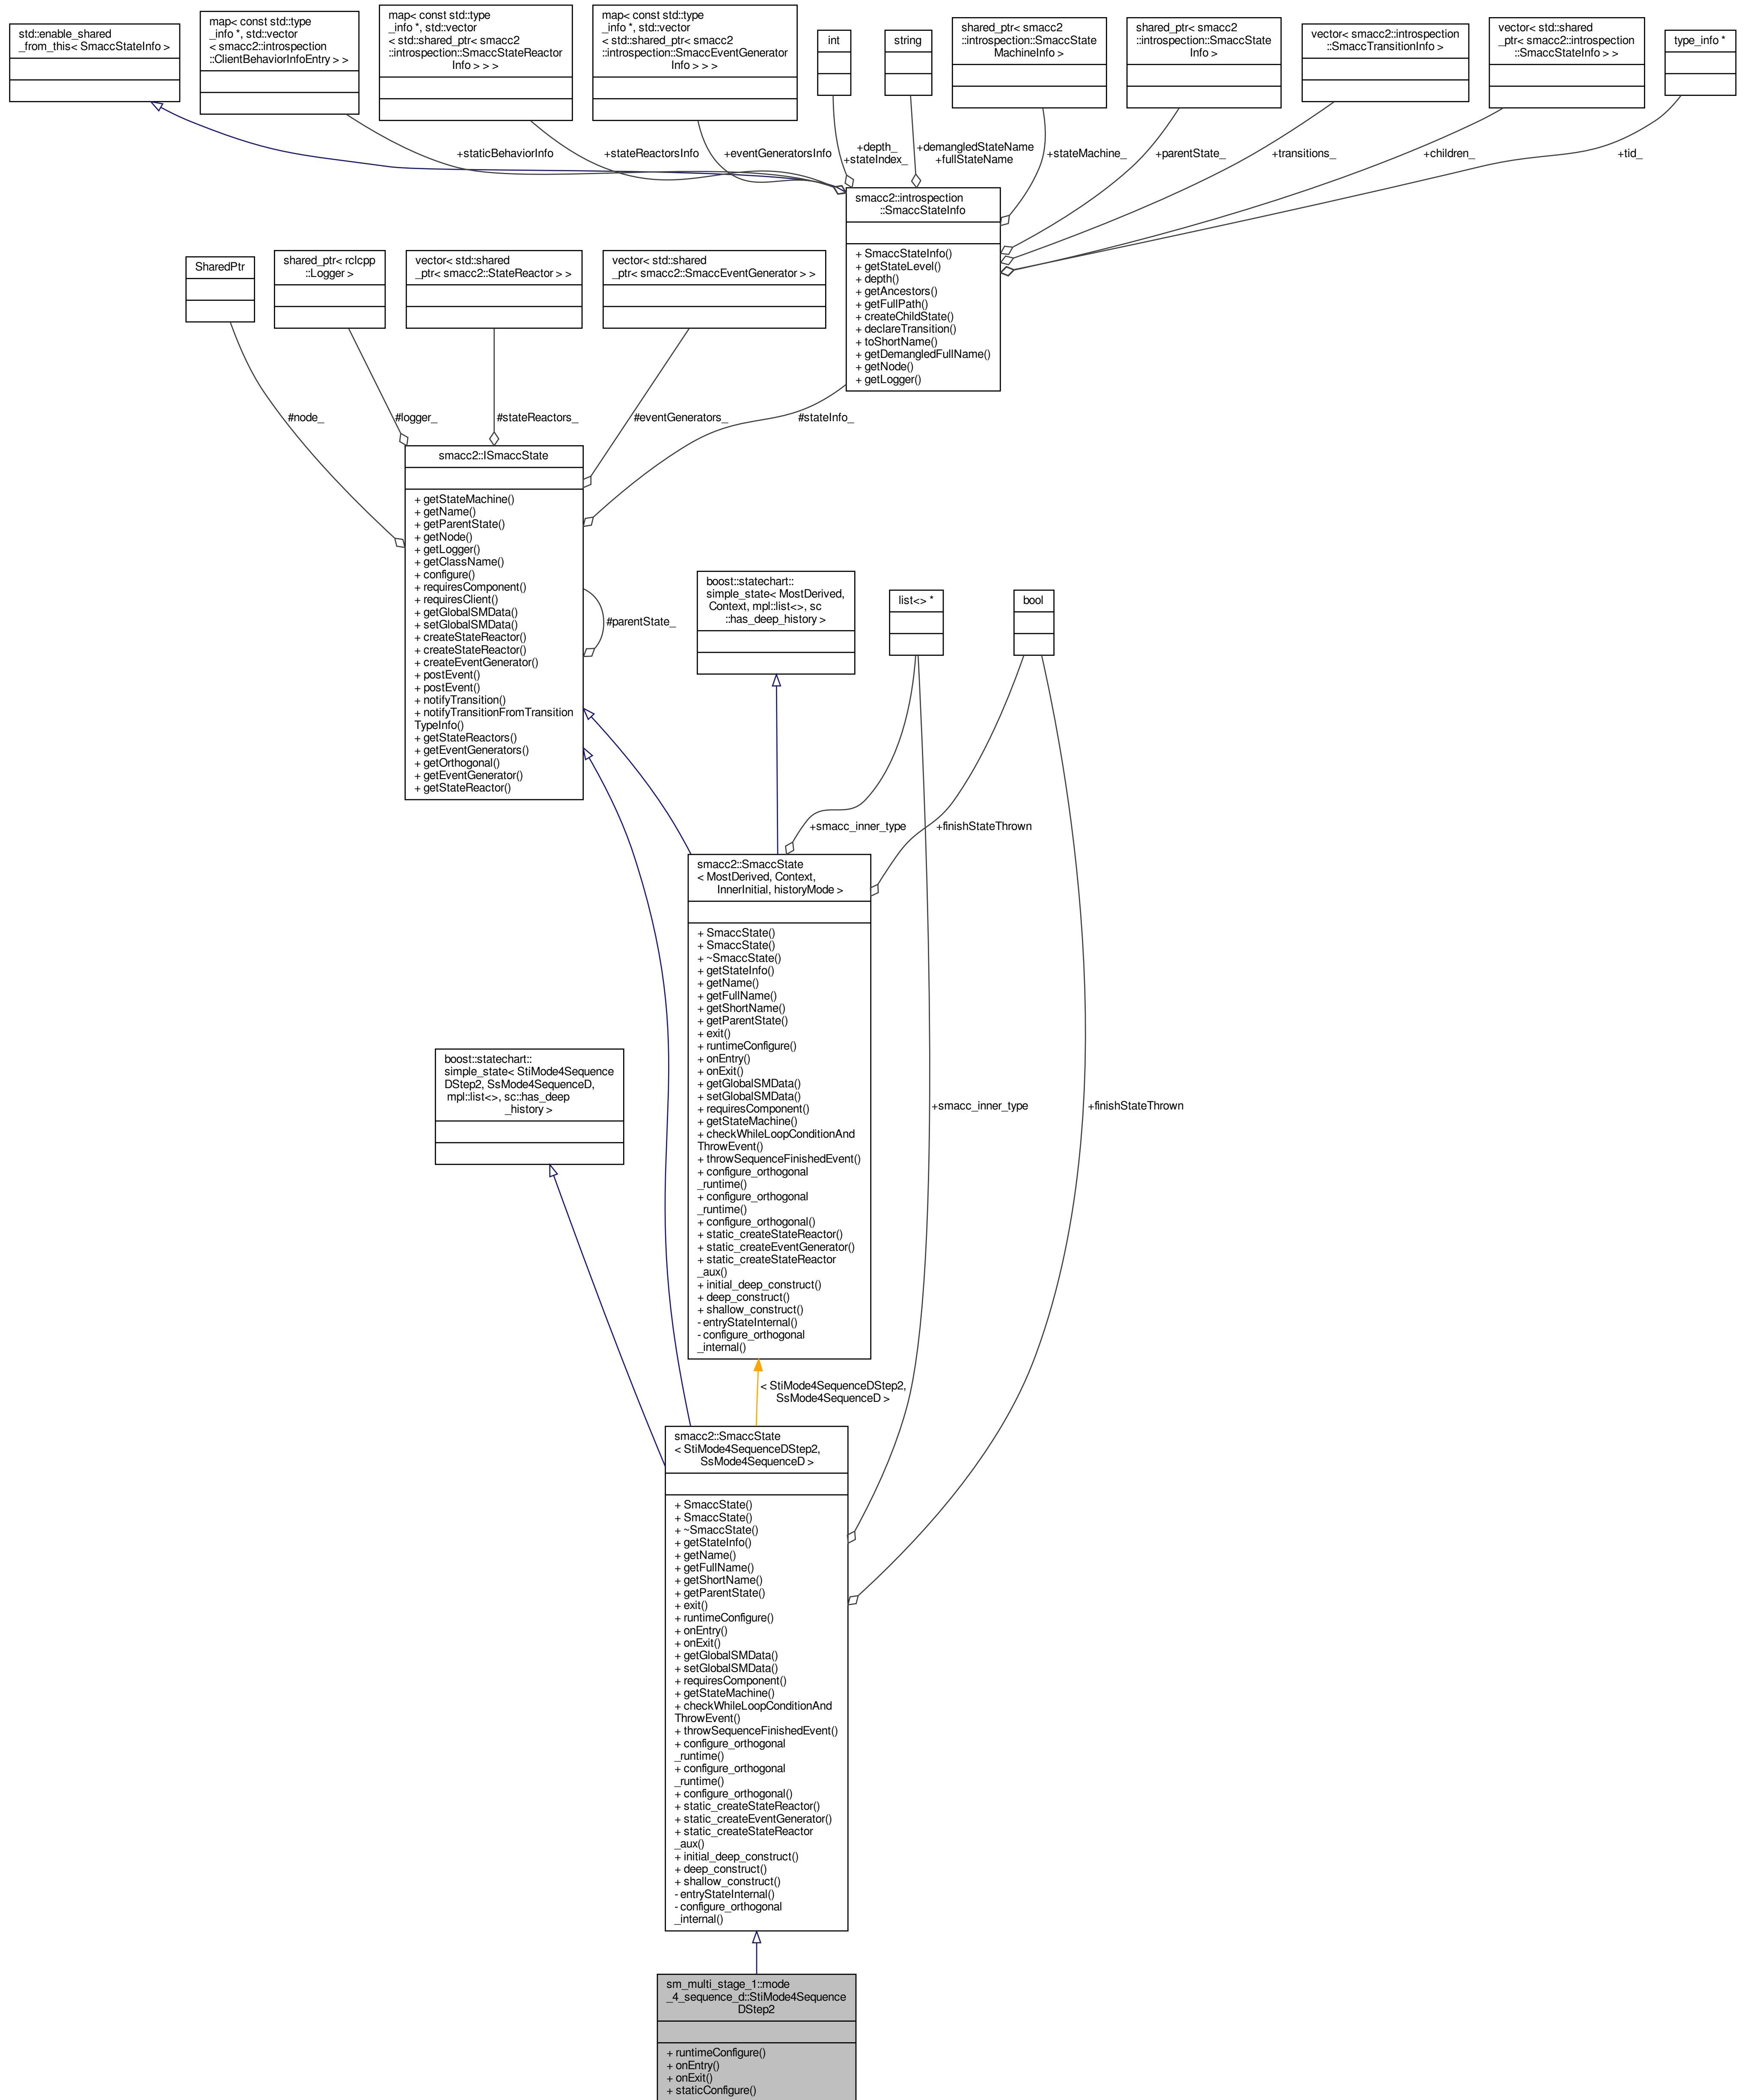 std::enable_shared
_from_this< SmaccStateInfo >
map< const std::type
_info *, std::vector
< smacc2::introspection
::ClientBehaviorInfoEntry > >
map< const std::type
_info *, std::vector
< std::shared_ptr< smacc2
::introspection::SmaccStateReactor
Info > > >
map< const std::type
_info *, std::vector
< std::shared_ptr< smacc2
::introspection::SmaccEventGenerator
Info > > >
int
string
shared_ptr< smacc2
::introspection::SmaccState
MachineInfo >
shared_ptr< smacc2
::introspection::SmaccState
Info >
vector< smacc2::introspection
::SmaccTransitionInfo >
vector< std::shared
_ptr< smacc2::introspection
::SmaccStateInfo > >
type_info *
+staticBehaviorInfo
+stateReactorsInfo
+eventGeneratorsInfo
+depth_
+stateIndex_
+demangledStateName
+fullStateName
+stateMachine_
+parentState_
+transitions_
+children_
+tid_
smacc2::introspection
::SmaccStateInfo
+ SmaccStateInfo()
+ getStateLevel()
+ depth()
+ getAncestors()
+ getFullPath()
+ createChildState()
+ declareTransition()
+ toShortName()
+ getDemangledFullName()
+ getNode()
+ getLogger()
SharedPtr
shared_ptr< rclcpp
::Logger >
vector< std::shared
_ptr< smacc2::StateReactor > >
vector< std::shared
_ptr< smacc2::SmaccEventGenerator > >
#node_
#logger_
#stateReactors_
#eventGenerators_
#stateInfo_
smacc2::ISmaccState
+ getStateMachine()
+ getName()
+ getParentState()
+ getNode()
+ getLogger()
+ getClassName()
+ configure()
+ requiresComponent()
+ requiresClient()
+ getGlobalSMData()
+ setGlobalSMData()
+ createStateReactor()
+ createStateReactor()
+ createEventGenerator()
+ postEvent()
+ postEvent()
+ notifyTransition()
+ notifyTransitionFromTransition
TypeInfo()
+ getStateReactors()
+ getEventGenerators()
+ getOrthogonal()
+ getEventGenerator()
+ getStateReactor()
#parentState_
boost::statechart::
simple_state< MostDerived,
Context, mpl::list<>, sc
::has_deep_history >
list<> *
bool
+smacc_inner_type
+finishStateThrown
smacc2::SmaccState
< MostDerived, Context,
InnerInitial, historyMode >
+ SmaccState()
+ SmaccState()
+ ~SmaccState()
+ getStateInfo()
+ getName()
+ getFullName()
+ getShortName()
+ getParentState()
+ exit()
+ runtimeConfigure()
+ onEntry()
+ onExit()
+ getGlobalSMData()
+ setGlobalSMData()
+ requiresComponent()
+ getStateMachine()
+ checkWhileLoopConditionAnd
ThrowEvent()
+ throwSequenceFinishedEvent()
+ configure_orthogonal
_runtime()
+ configure_orthogonal
_runtime()
+ configure_orthogonal()
+ static_createStateReactor()
+ static_createEventGenerator()
+ static_createStateReactor
_aux()
+ initial_deep_construct()
+ deep_construct()
+ shallow_construct()
- entryStateInternal()
- configure_orthogonal
_internal()
boost::statechart::
simple_state< StiMode4Sequence
DStep2, SsMode4SequenceD,
mpl::list<>, sc::has_deep
_history >
+smacc_inner_type
+finishStateThrown
< StiMode4SequenceDStep2,
SsMode4SequenceD >
smacc2::SmaccState
< StiMode4SequenceDStep2,
SsMode4SequenceD >
+ SmaccState()
+ SmaccState()
+ ~SmaccState()
+ getStateInfo()
+ getName()
+ getFullName()
+ getShortName()
+ getParentState()
+ exit()
+ runtimeConfigure()
+ onEntry()
+ onExit()
+ getGlobalSMData()
+ setGlobalSMData()
+ requiresComponent()
+ getStateMachine()
+ checkWhileLoopConditionAnd
ThrowEvent()
+ throwSequenceFinishedEvent()
+ configure_orthogonal
_runtime()
+ configure_orthogonal
_runtime()
+ configure_orthogonal()
+ static_createStateReactor()
+ static_createEventGenerator()
+ static_createStateReactor
_aux()
+ initial_deep_construct()
+ deep_construct()
+ shallow_construct()
- entryStateInternal()
- configure_orthogonal
_internal()
sm_multi_stage_1::mode
_4_sequence_d::StiMode4Sequence
DStep2
+ runtimeConfigure()
+ onEntry()
+ onExit()
+ staticConfigure()